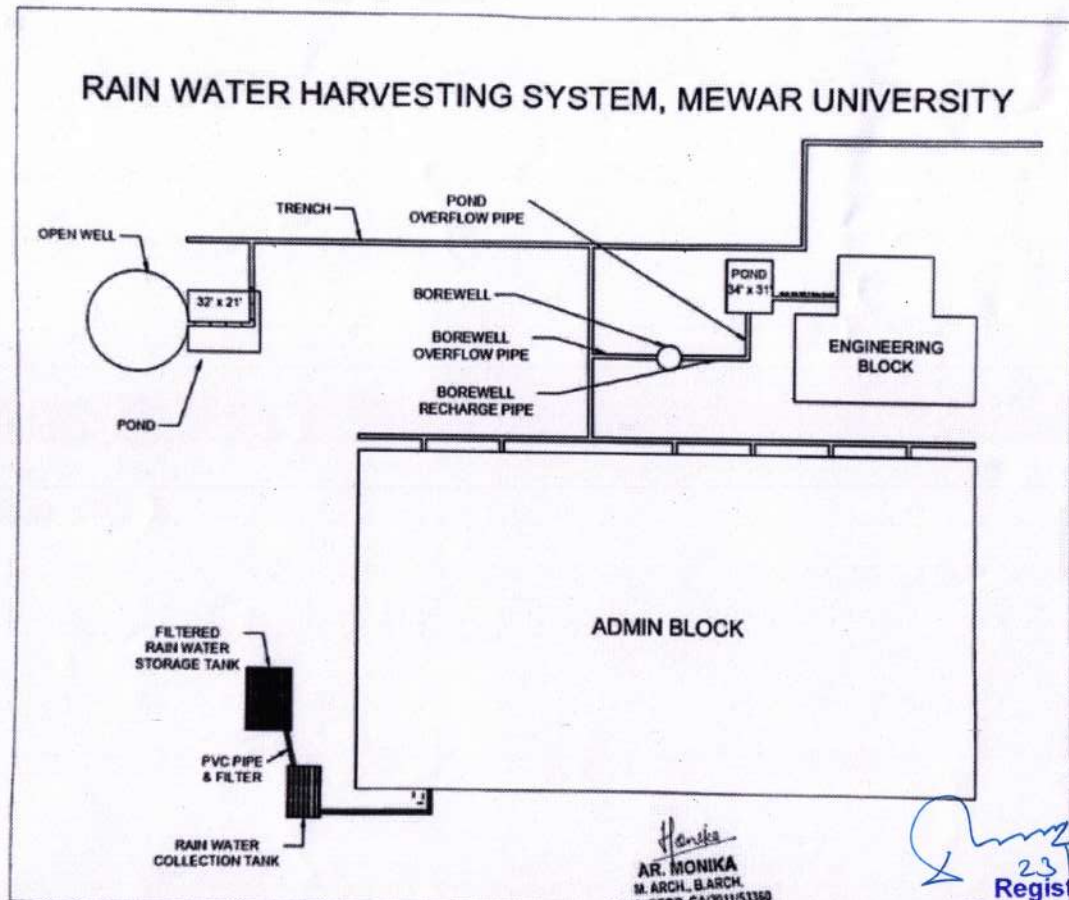 RAIN WATER HARVESTING SYSTEM, MEWAR UNIVERSITY
POND
OVERFLOW PIPE
TRENCH
OPEN WELL
32' x 21'
POND
34' x 31'
BOREWELL
BOREWELL
OVERFLOW PIPE
ENGINEERING
BLOCK
BOREWELL
RECHARGE PIPE
POND
ADMIN BLOCK
FILTERED
RAIN WATER
STORAGE TANK
PVC PIPE
& FILTER
RAIN WATER
COLLECTION TANK
AR. MONIKA
M. ARCH., B.ARCH.
23
Regist